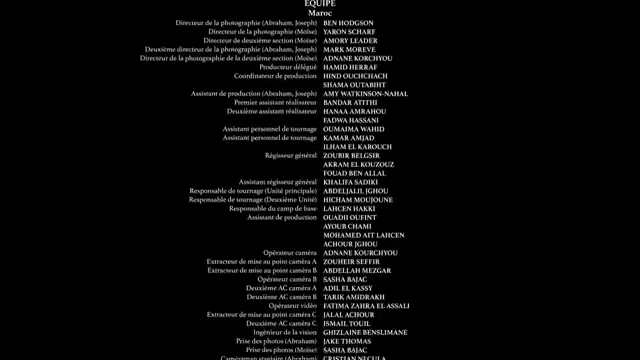 ÉQUIPE
Maroc
Directeur de la photographie (Abraham, Joseph) BEN HODGSON
Directeur de la photographie (Moïse) YARON SCHARF
Directeur de deuxième section (Moïse) AMORY LEADER
Deuxième directeur de la photographie (Abraham, Joseph) MARK MOREVE
Directeur de la photographie de la deuxième section (Moïse) ADNANE KORCHYOU
Producteur délégué HAMID HERRAF
Coordinateur de production HIND OUCHCHACH
SHAMA OUTABIHT
Assistant de production (Abraham, Joseph) AMY WATKINSON-NAHAL
Premier assistant réalisateur BANDAR ATITHI
Deuxième assistant réalisateur HANAA AMRAHOU
FADWA HASSANI
Assistant personnel de tournage OUMAIMA WAHID
Assistant personnel de tournage KAMAR AMJAD
ILHAM EL KAROUCH
Régisseur général ZOUBIR BELGSIR
AKRAM EL KOUZOUZ
FOUAD BEN ALLAL
Assistant régisseur général KHALIFA SADIKI
Responsable de tournage (Unité principale) ABDELJALIL JGHOU
Responsable de tournage (Deuxième Unité) HICHAM MOUJOUNE
Responsable du camp de base LAHCEN HAKKI
Assistant de production OUADII OUFINT
AYOUB CHAMI
MOHAMED AIT LAHCEN
ACHOUR JGHOU
Opérateur caméra ADNANE KOURCHYOU
Extracteur de mise au point caméra A ZOUHEIR SEFFIR
Extracteur de mise au point caméra B ABDELLAH MEZGAR
Opérateur caméra B SASHA BAJAC
Deuxième AC caméra A ADIL EL KASSY
Deuxième AC caméra B TARIK AMIDRAKH
Opérateur vidéo FATIMA ZAHRA EL ASSALI
Extracteur de mise au point caméra C JALAL ACHOUR
Deuxième AC caméra C ISMAIL TOUIL
Ingénieur de la vision GHIZLAINE BENSLIMANE
Prise des photos (Abraham) JAKE THOMAS
Prise des photos (Moïse) SASHA BAJAC
Caméraman steotein (Abraham) CRISTIAN NECULA